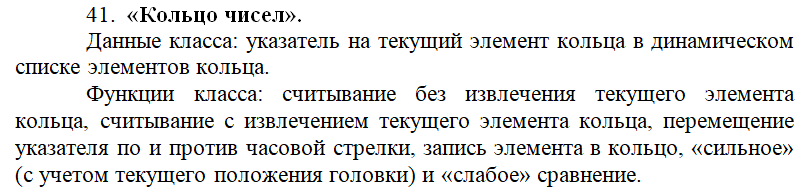 41. «Кольцо чисел».
Данные класса: указатель на текущий элемент кольца в динамическом
списке элементов кольца.
Функции класса: считывание без извлечения текущего элемента
кольца, считывание с извлечением текущего элемента кольца, перемещение
указателя по и против часовой стрелки, запись элемента в кольцо, «сильное»
(с учетом текущего положения головки) и «слабое» сравнение.